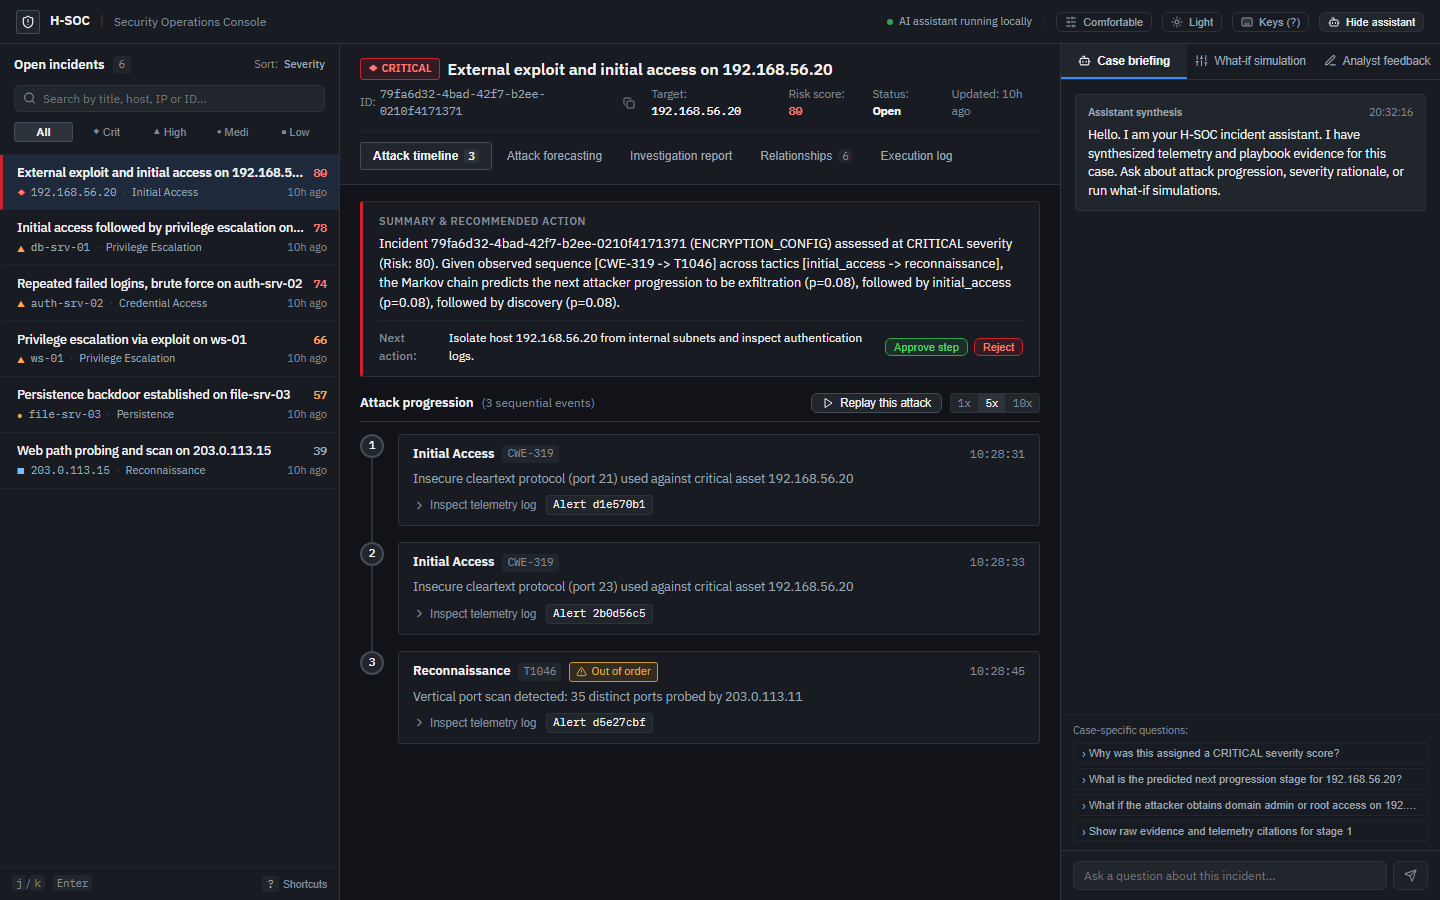 H-SOC | Security Operations Console
AI assistant running locally
Comfortable
Light
Keys (?)
Hide assistant
Open incidents 6
Sort: Severity
Search by title, host, IP or ID...
All
Crit
High
Medi
Low
External exploit and initial access on 192.168.5... 80
192.168.56.20 · Initial Access 10h ago
Initial access followed by privilege escalation on... 78
db-srv-01 · Privilege Escalation 10h ago
Repeated failed logins, brute force on auth-srv-02 74
auth-srv-02 · Credential Access 10h ago
Privilege escalation via exploit on ws-01 66
ws-01 · Privilege Escalation 10h ago
Persistence backdoor established on file-srv-03 57
file-srv-03 · Persistence 10h ago
Web path probing and scan on 203.0.113.15 39
203.0.113.15 · Reconnaissance 10h ago
j / k Enter
? Shortcuts
CRITICAL External exploit and initial access on 192.168.56.20
ID: 79fa6d32-4bad-42f7-b2ee-
0210f4171371
Target:
192.168.56.20
Risk score:
80
Status:
Open
Updated: 10h
ago
Attack timeline 3
Attack forecasting
Investigation report
Relationships 6
Execution log
SUMMARY & RECOMMENDED ACTION
Incident 79fa6d32-4bad-42f7-b2ee-0210f4171371 (ENCRYPTION_CONFIG) assessed at CRITICAL severity
(Risk: 80). Given observed sequence [CWE-319 -> T1046] across tactics [initial_access -> reconnaissance],
the Markov chain predicts the next attacker progression to be exfiltration (p=0.08), followed by initial_access
(p=0.08), followed by discovery (p=0.08).
Next
action:
Isolate host 192.168.56.20 from internal subnets and inspect authentication
logs.
Approve step
Reject
Attack progression (3 sequential events)
Replay this attack
1x 5x 10x
1
Initial Access CWE-319 10:28:31
Insecure cleartext protocol (port 21) used against critical asset 192.168.56.20
Inspect telemetry log Alert d1e570b1
2
Initial Access CWE-319 10:28:33
Insecure cleartext protocol (port 23) used against critical asset 192.168.56.20
Inspect telemetry log Alert 2b0d56c5
3
Reconnaissance T1046 Out of order 10:28:45
Vertical port scan detected: 35 distinct ports probed by 203.0.113.11
Inspect telemetry log Alert d5e27cbf
Case briefing
What-if simulation
Analyst feedback
Assistant synthesis 20:32:16
Hello. I am your H-SOC incident assistant. I have
synthesized telemetry and playbook evidence for this
case. Ask about attack progression, severity rationale, or
run what-if simulations.
Case-specific questions:
› Why was this assigned a CRITICAL severity score?
› What is the predicted next progression stage for 192.168.56.20?
› What if the attacker obtains domain admin or root access on 192....
› Show raw evidence and telemetry citations for stage 1
Ask a question about this incident...